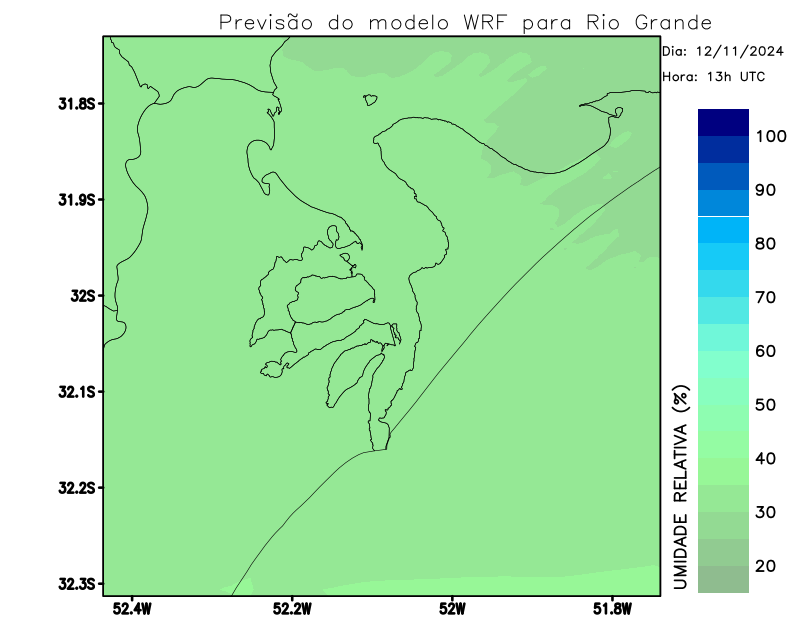 Previsão do modelo WRF para Rio Grande
Dia: 12/11/2024
Hora: 13h UTC
31.8S
31.9S
32S
32.1S
32.2S
32.3S
52.4W
52.2W
52W
51.8W
100
90
80
70
60
50
40
30
20
UMIDADE RELATIVA (%)